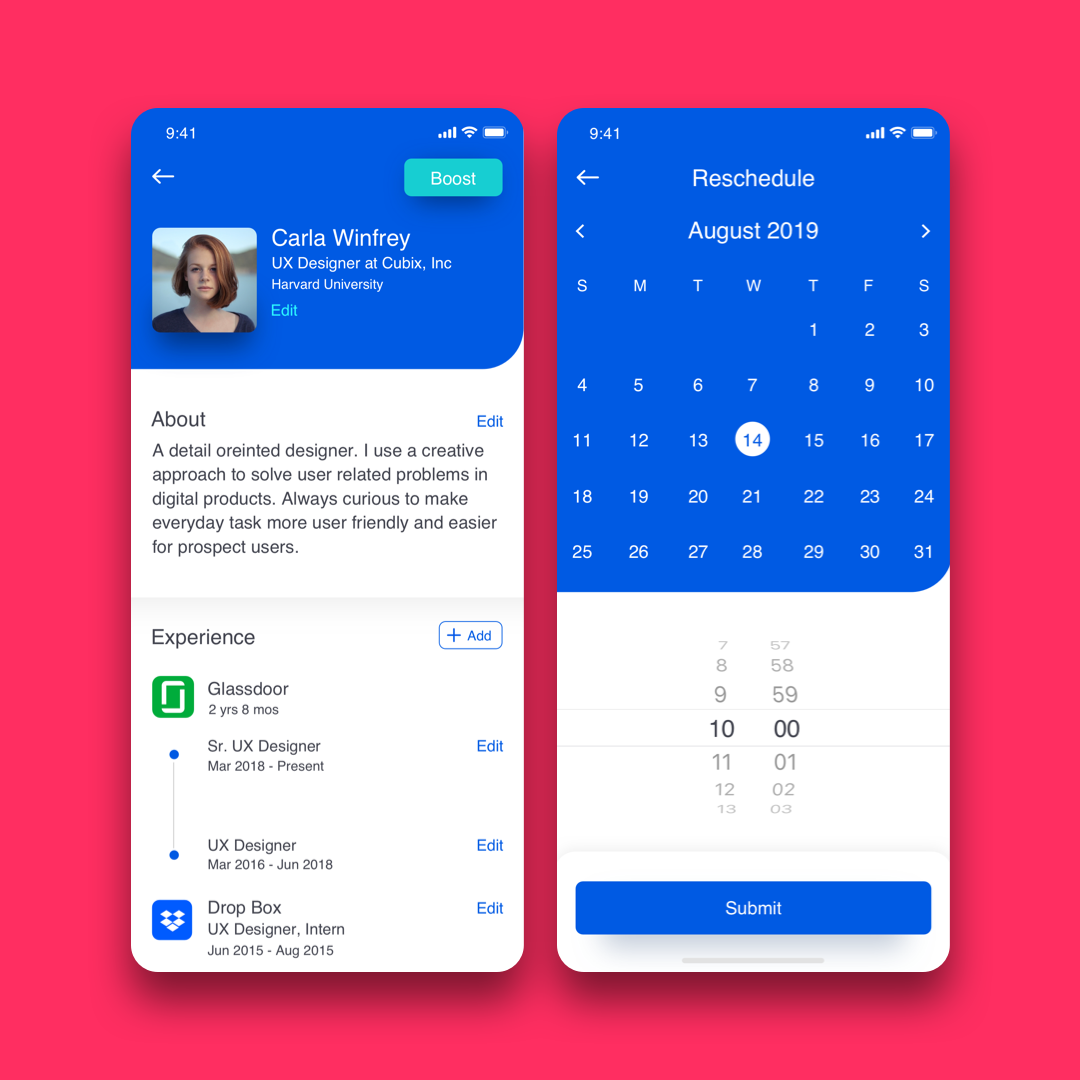 9:41
Boost
Carla Winfrey
UX Designer at Cubix, Inc
Harvard University
Edit
About
Edit
A detail oreinted designer. I use a creative
approach to solve user related problems in
digital products. Always curious to make
everyday task more user friendly and easier
for prospect users.
Experience
+ Add
Glassdoor
2 yrs 8 mos
Sr. UX Designer
Edit
Mar 2018 - Present
UX Designer
Edit
Mar 2016 - Jun 2018
Drop Box
Edit
UX Designer, Intern
Jun 2015 - Aug 2015
9:41
Reschedule
August 2019
S M T W T F S
1 2 3
4 5 6 7 8 9 10
11 12 13 14 15 16 17
18 19 20 21 22 23 24
25 26 27 28 29 30 31
7 57
8 58
9 59
10 00
11 01
12 02
13 03
Submit